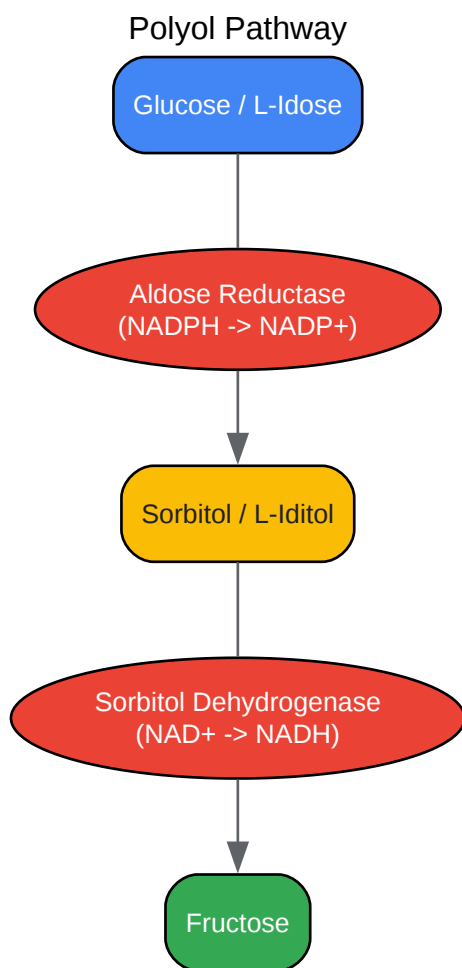 Polyol Pathway
Glucose / L-Idose
Aldose Reductase
(NADPH -> NADP+)
Sorbitol / L-Iditol
Sorbitol Dehydrogenase
(NAD+ -> NADH)
Fructose